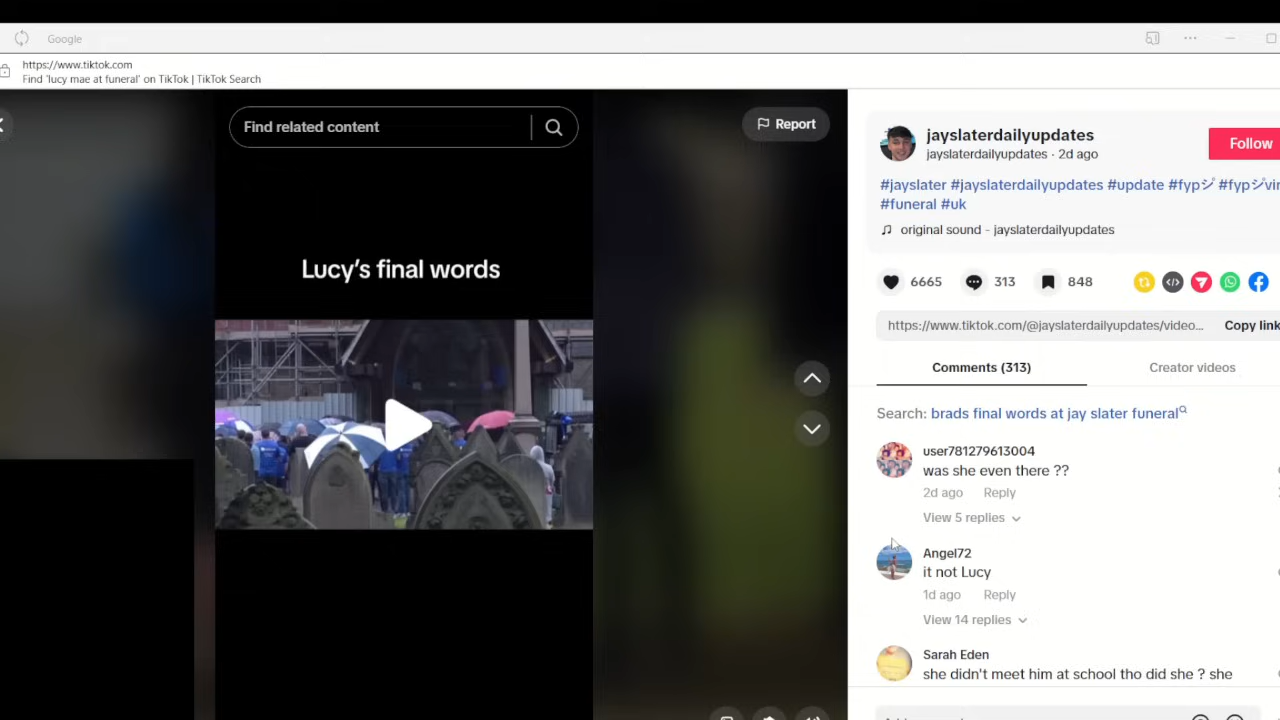 Google
https://www.tiktok.com
Find 'lucy mae at funeral' on TikTok | TikTok Search
Find related content
Report
Lucy's final words
jayslaterdailyupdates
jayslaterdailyupdates · 2d ago
Follow
#jayslater #jayslaterdailyupdates #update #fypシ #fypシvir
#funeral #uk
original sound - jayslaterdailyupdates
6665
313
848
https://www.tiktok.com/@jayslaterdailyupdates/video...
Copy link
Comments (313)
Creator videos
Search: brads final words at jay slater funeral
user781279613004
was she even there ??
2d ago
Reply
View 5 replies
Angel72
it not Lucy
1d ago
Reply
View 14 replies
Sarah Eden
she didn't meet him at school tho did she ? she